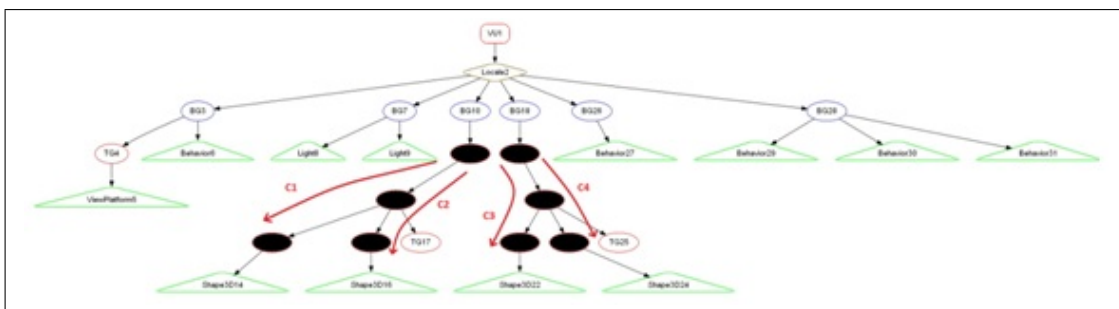 VU1
Locale2
BG3 BG7 BG10 BG18 BG26 BG28
TG4 Behavior5 Light8 Light9 Behavior27 Behavior29 Behavior30 Behavior31
C1 C2 C3 C4
ViewPlatform5
TG17 TG25
Shape3D14 Shape3D16 Shape3D22 Shape3D24